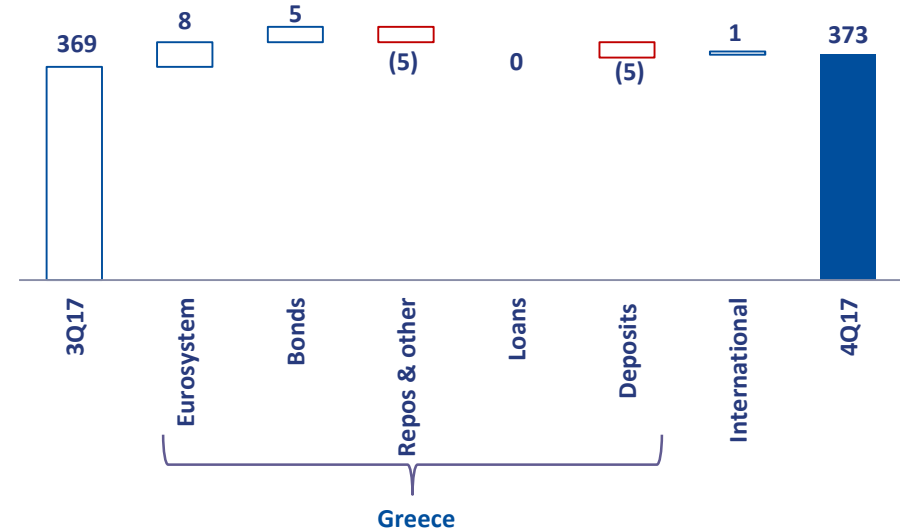 369
8
5
(5)
0
(5)
1
373
3Q17
Eurosystem
Bonds
Repos & other
Loans
Deposits
International
4Q17
Greece